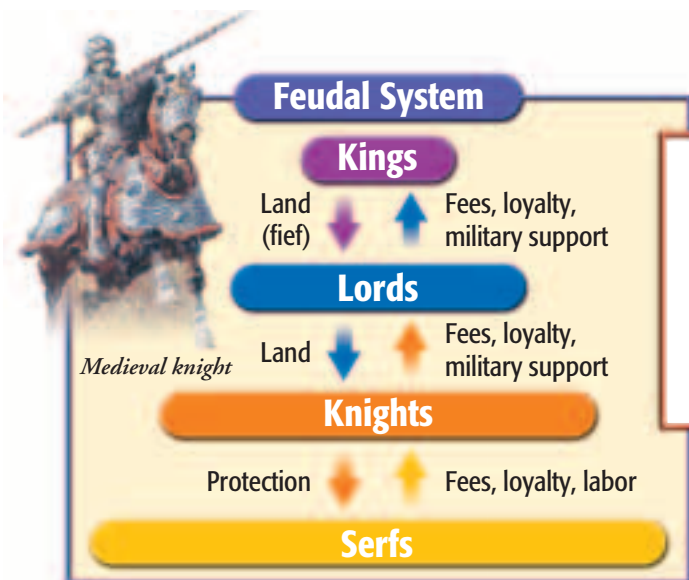 Feudal System
Kings
Land
(fief)
Fees, loyalty,
military support
Lords
Medieval knight
Land
Fees, loyalty,
military support
Knights
Protection
Fees, loyalty, labor
Serfs